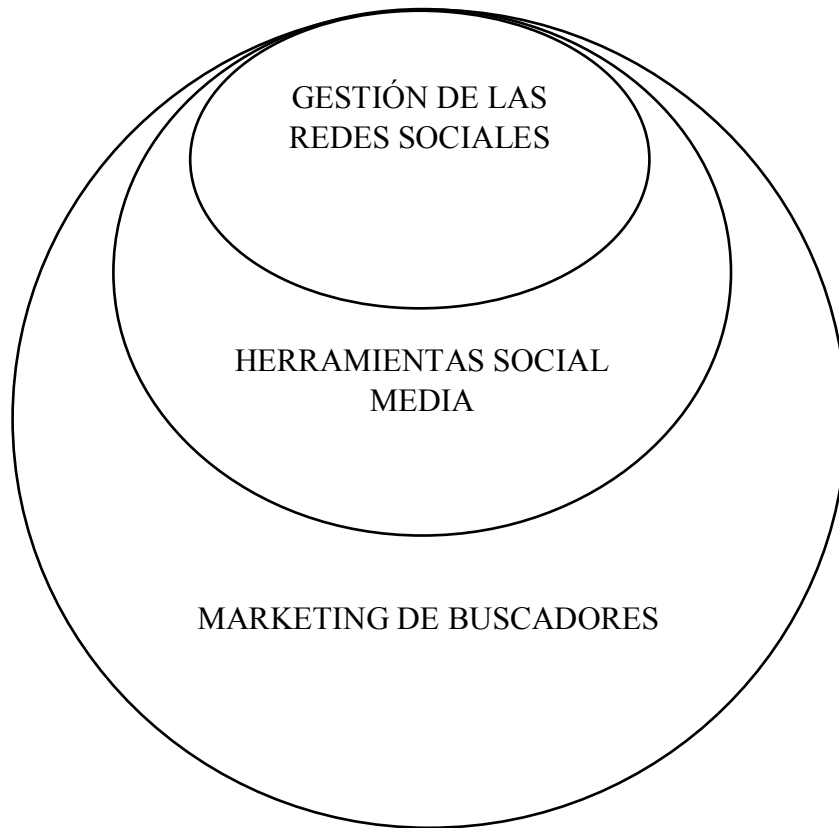 GESTIÓN DE LAS
REDES SOCIALES
HERRAMIENTAS SOCIAL
MEDIA
MARKETING DE BUSCADORES